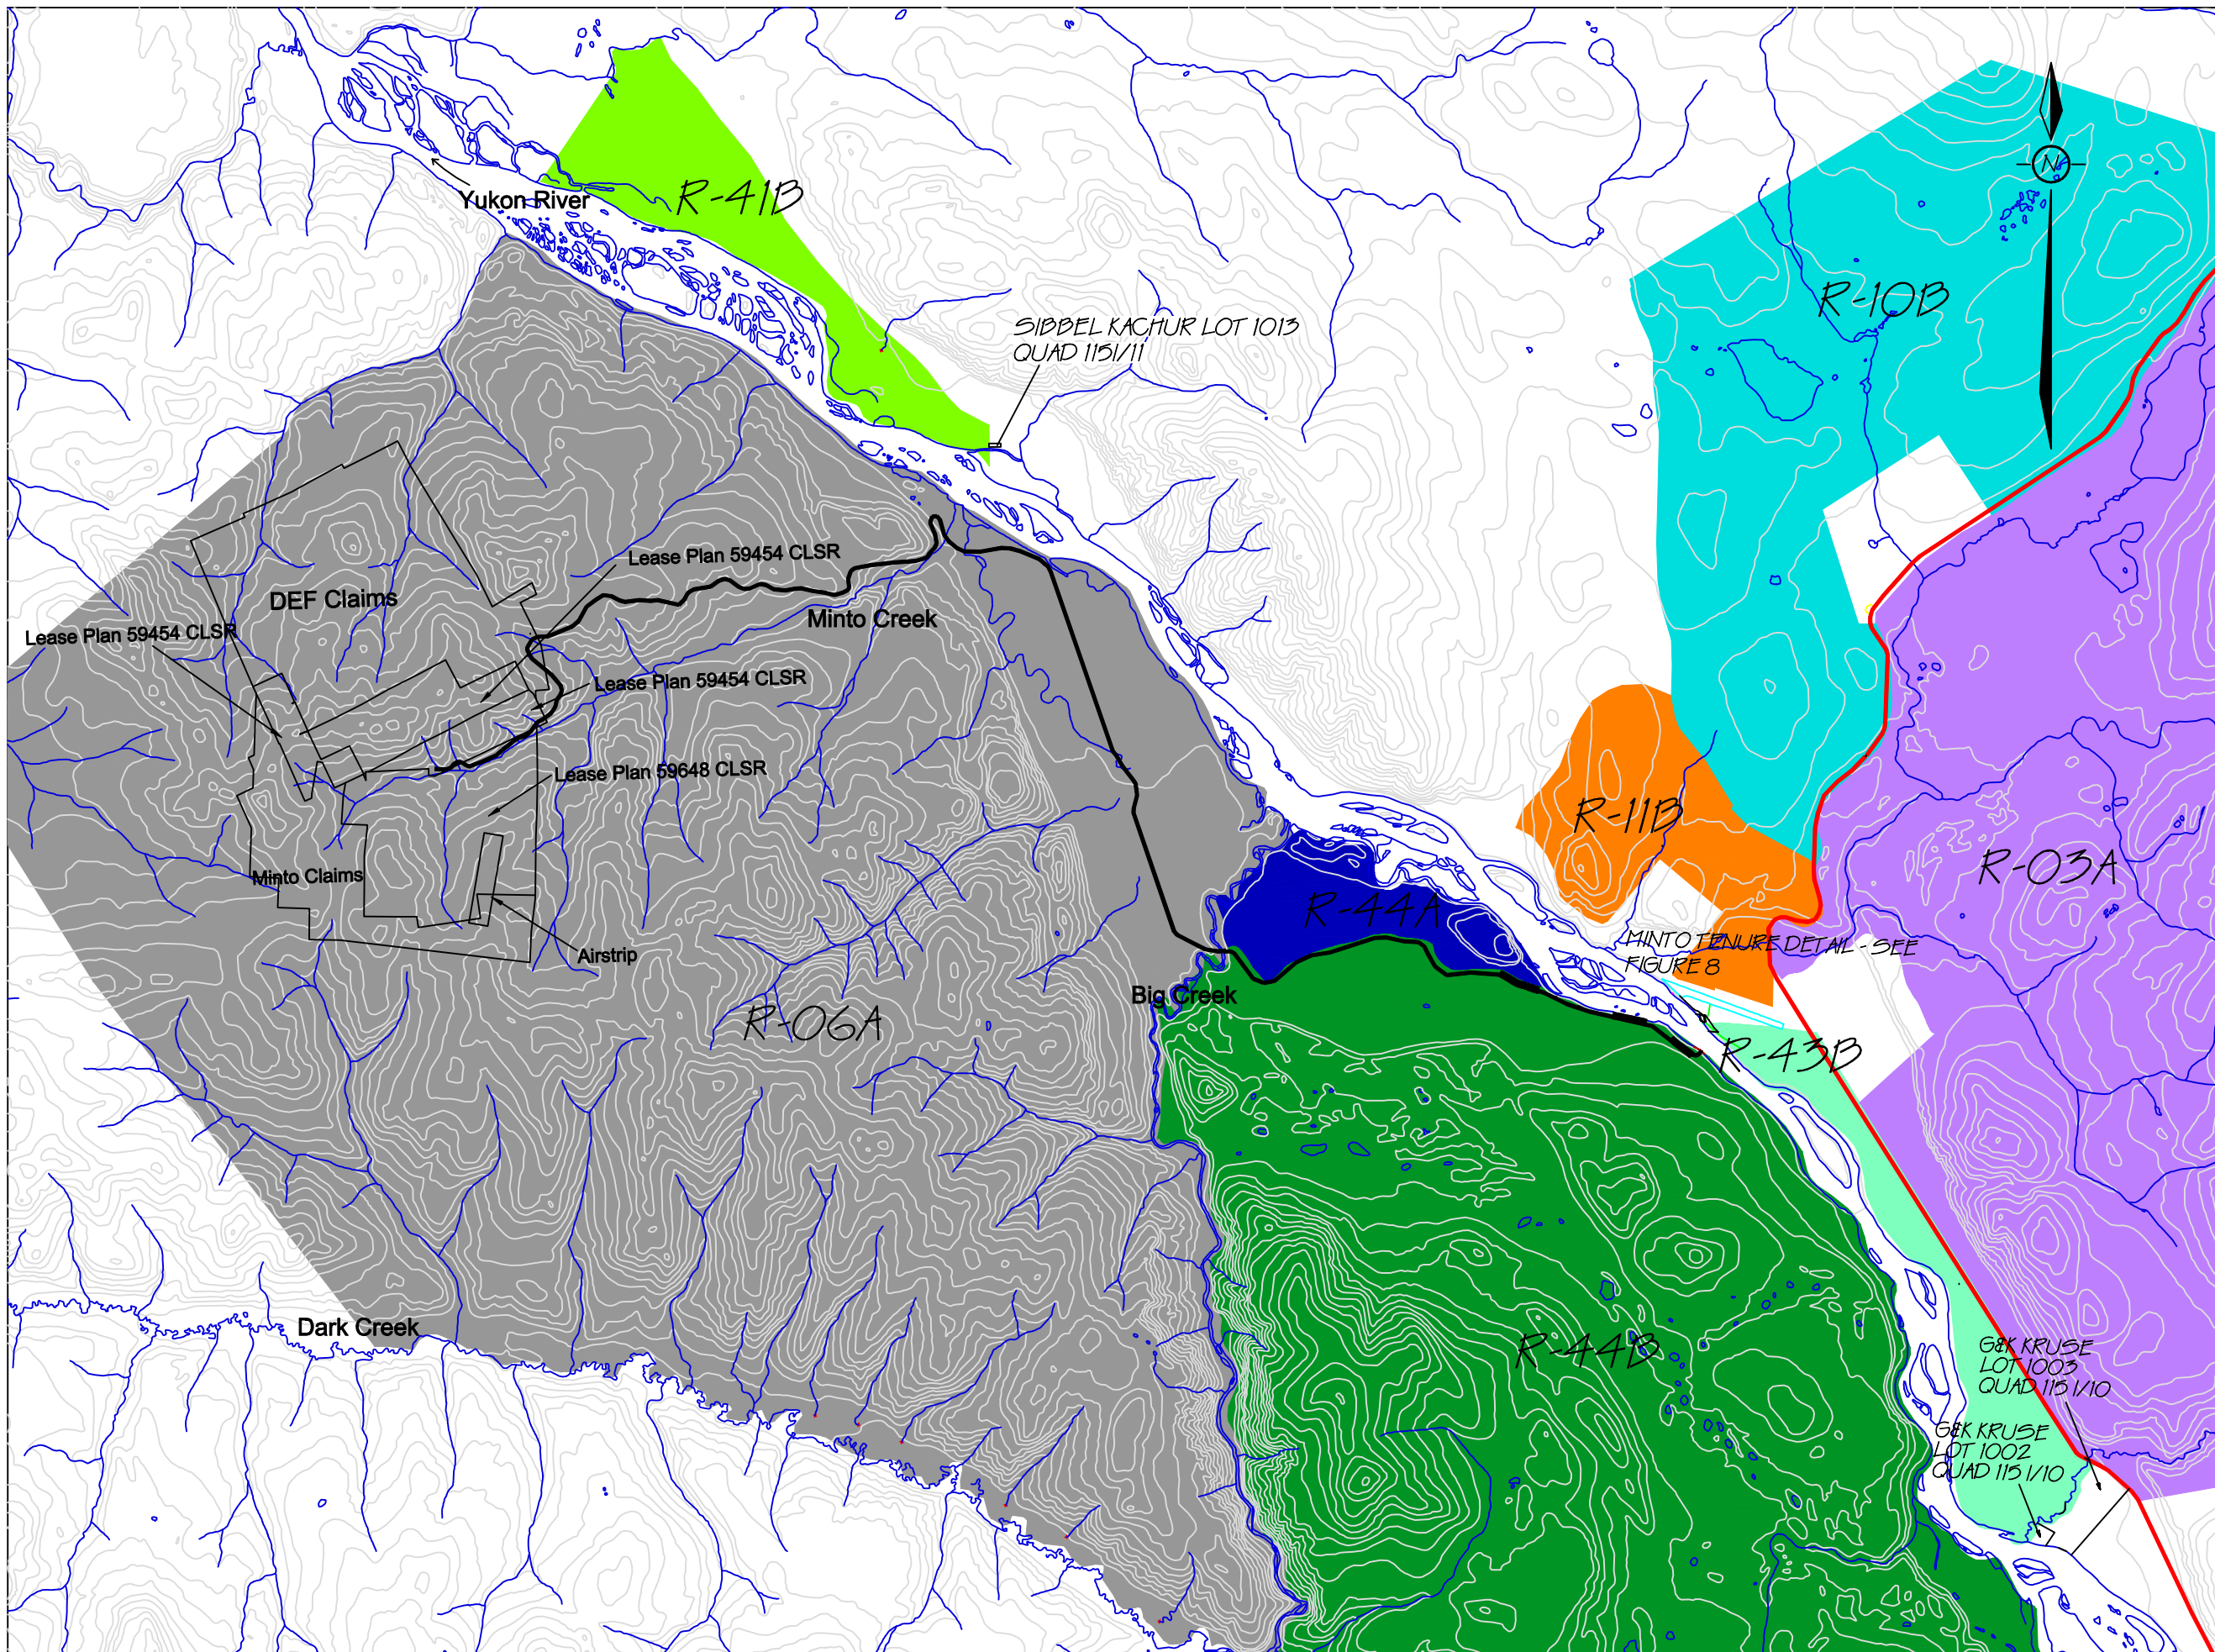 R-41B
Yukon River
N
R-10B
SIBBEL KACHUR LOT 1013
QUAD 115I/11
Lease Plan 59454 CLSR
DEF Claims
Minto Creek
Lease Plan 59454 CLSR
Lease Plan 59454 CLSR
Lease Plan 59648 CLSR
R-11B
R-03A
Minto Claims
R-44A
MINTO TENURE DETAIL - SEE
FIGURE 8
Airstrip
Big Creek
R-06A
R-43B
Dark Creek
R-44B
G&K KRUSE
LOT 1003
QUAD 115 I/10
G&K KRUSE
LOT 1002
QUAD 115 I/10